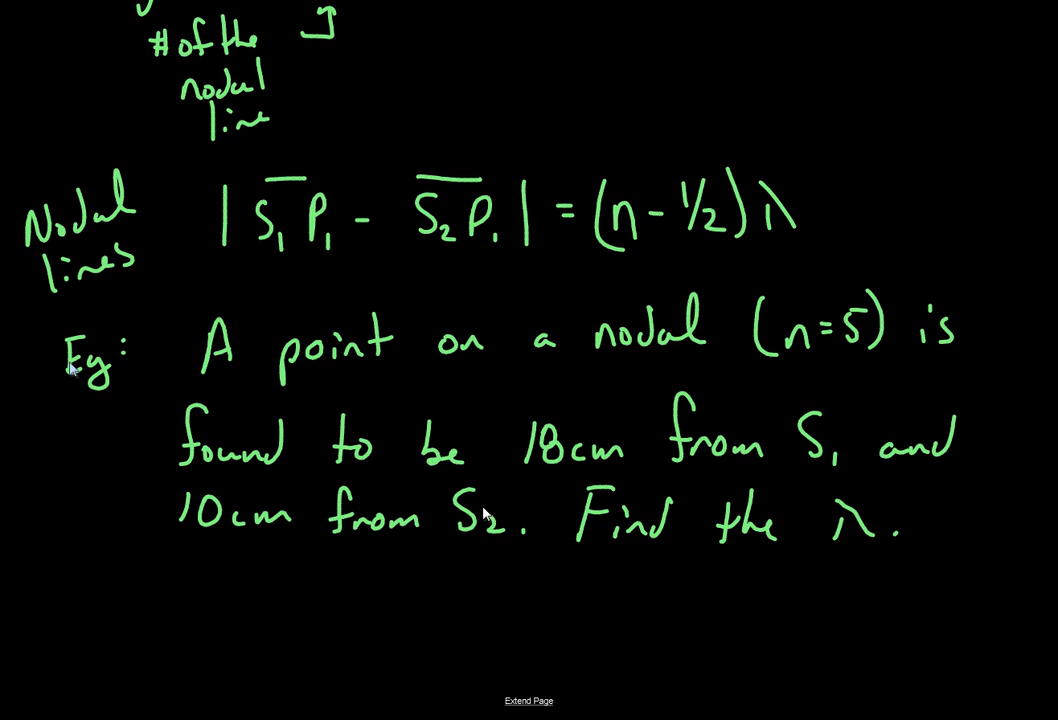 # of the
nodal
line
Nodal
lines
| S₁P₁ - S₂P₁ | = (n - 1/2) λ
Eg: A point on a nodal (n=5) is
found to be 18cm from S₁ and
10cm from S₂. Find the λ.
Extend Page